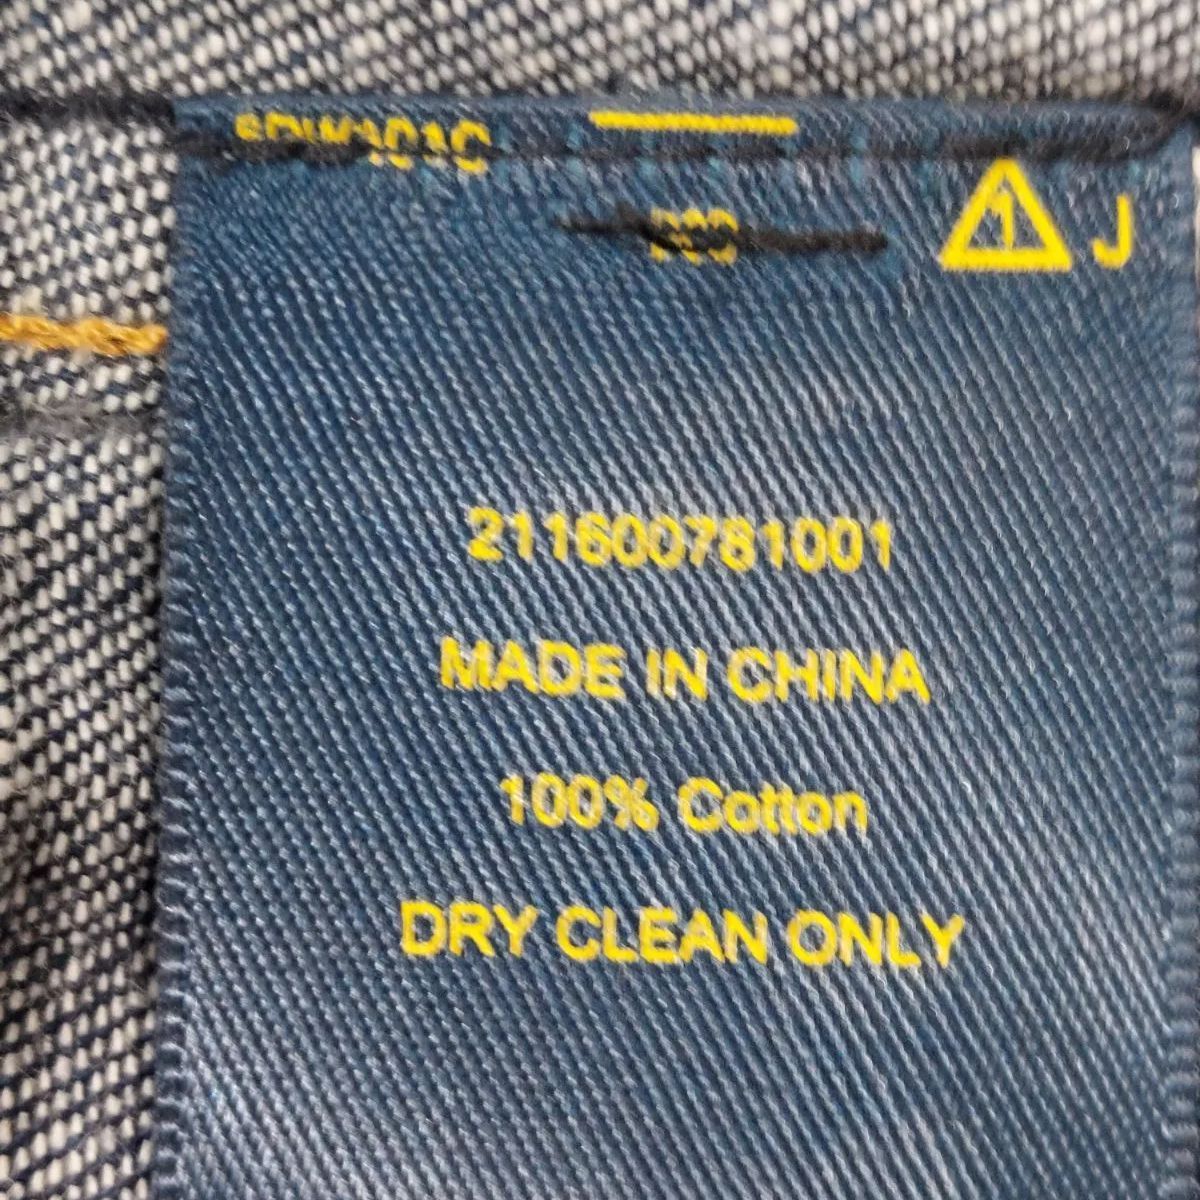 1 J
211600781001
MADE IN CHINA
100% Cotton
DRY CLEAN ONLY